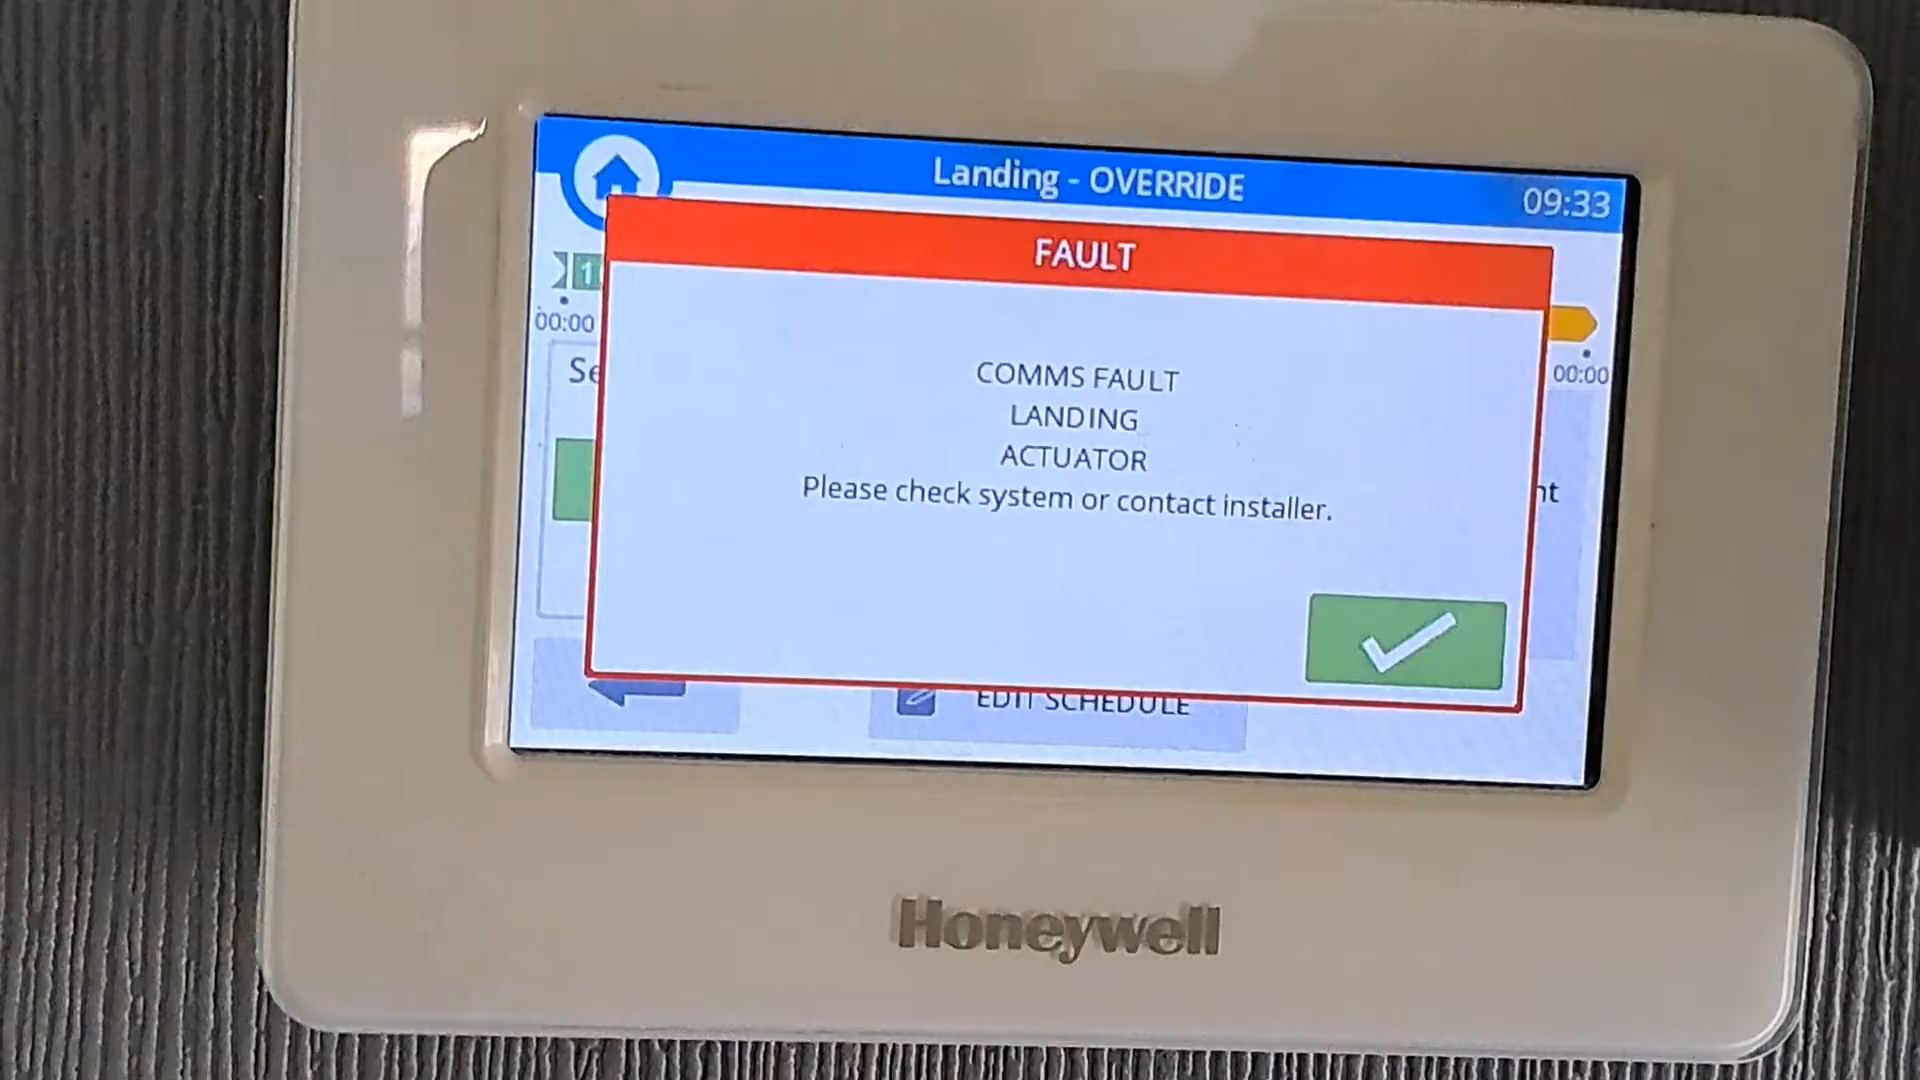 Landing - OVERRIDE
09:33
FAULT
00:00
00:00
COMMS FAULT
LANDING
ACTUATOR
Please check system or contact installer.
EDIT SCHEDULE
Honeywell